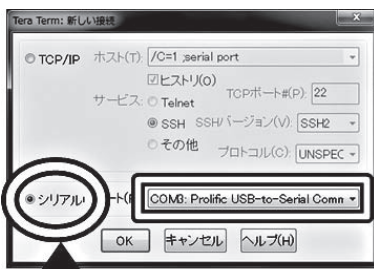 Tera Term: 新しい接続
TCP/IP ホスト(T): /C=1 ;serial port
ヒストリ(O)
サービス: Telnet TCPポート#(P): 22
SSH SSHバージョン(V): SSH2
その他 プロトコル(C): UNSPEC
シリアル COM3: Prolific USB-to-Serial Comm
OK キャンセル ヘルプ(H)